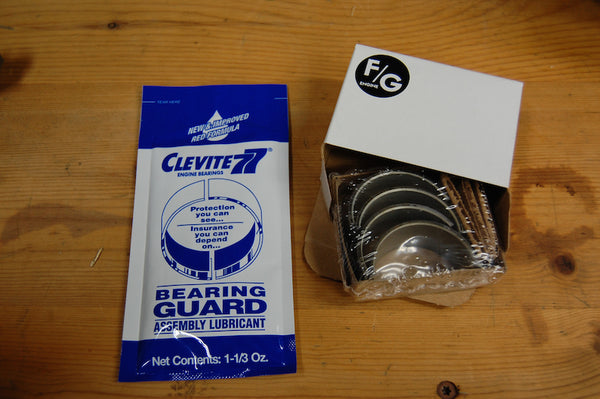 TEAR HERE
NEW & IMPROVED
RED FORMULA
CLEVITE 77®
ENGINE BEARINGS
Protection
you can
see...
Insurance
you can
depend
on...
BEARING
GUARD
ASSEMBLY LUBRICANT
Net Contents: 1-1/3 Oz.
F/G
ENGINE